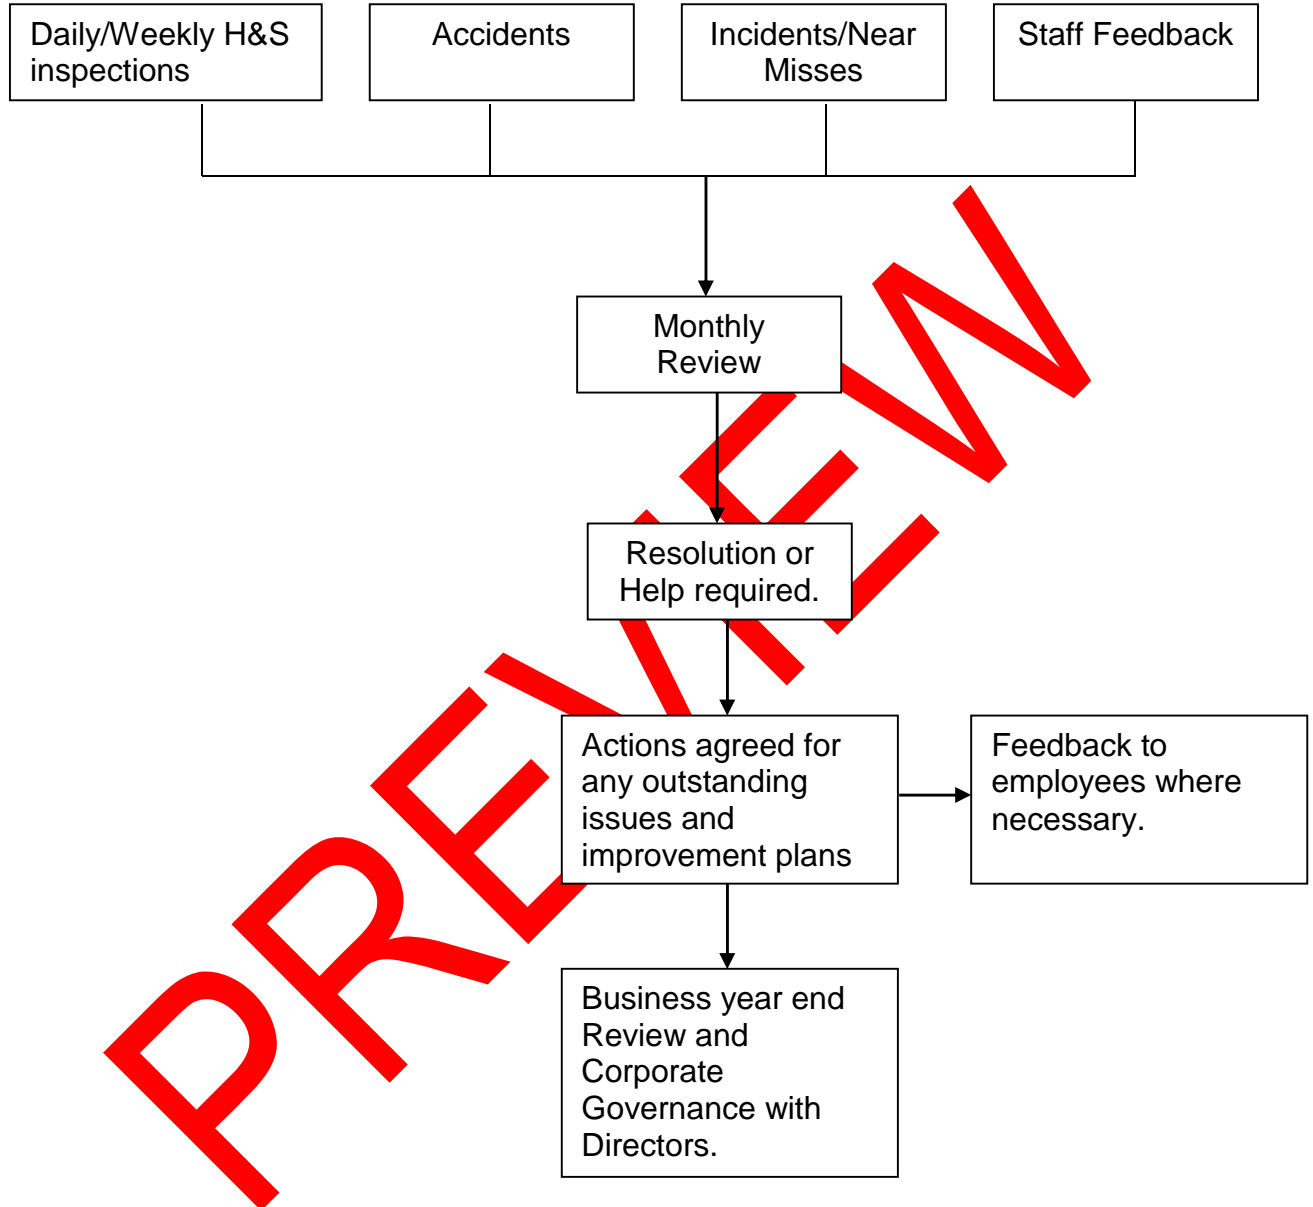 Daily/Weekly H&S
inspections
Accidents
Incidents/Near
Misses
Staff Feedback
Monthly
Review
Resolution or
Help required.
Actions agreed for
any outstanding
issues and
improvement plans
Feedback to
employees where
necessary.
Business year end
Review and
Corporate
Governance with
Directors.
PREVIEW